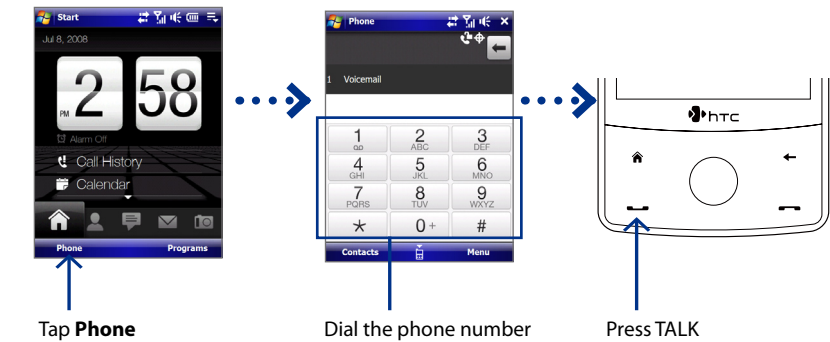 Start
Jul 8, 2008
2 58
PM
Alarm Off
Call History
Calendar
Phone Programs
Tap Phone
Phone
1 Voicemail
1 2 3
ABC DEF
4 5 6
GHI JKL MNO
7 8 9
PQRS TUV WXYZ
* 0+ #
Contacts Menu
Dial the phone number
hTC
Press TALK